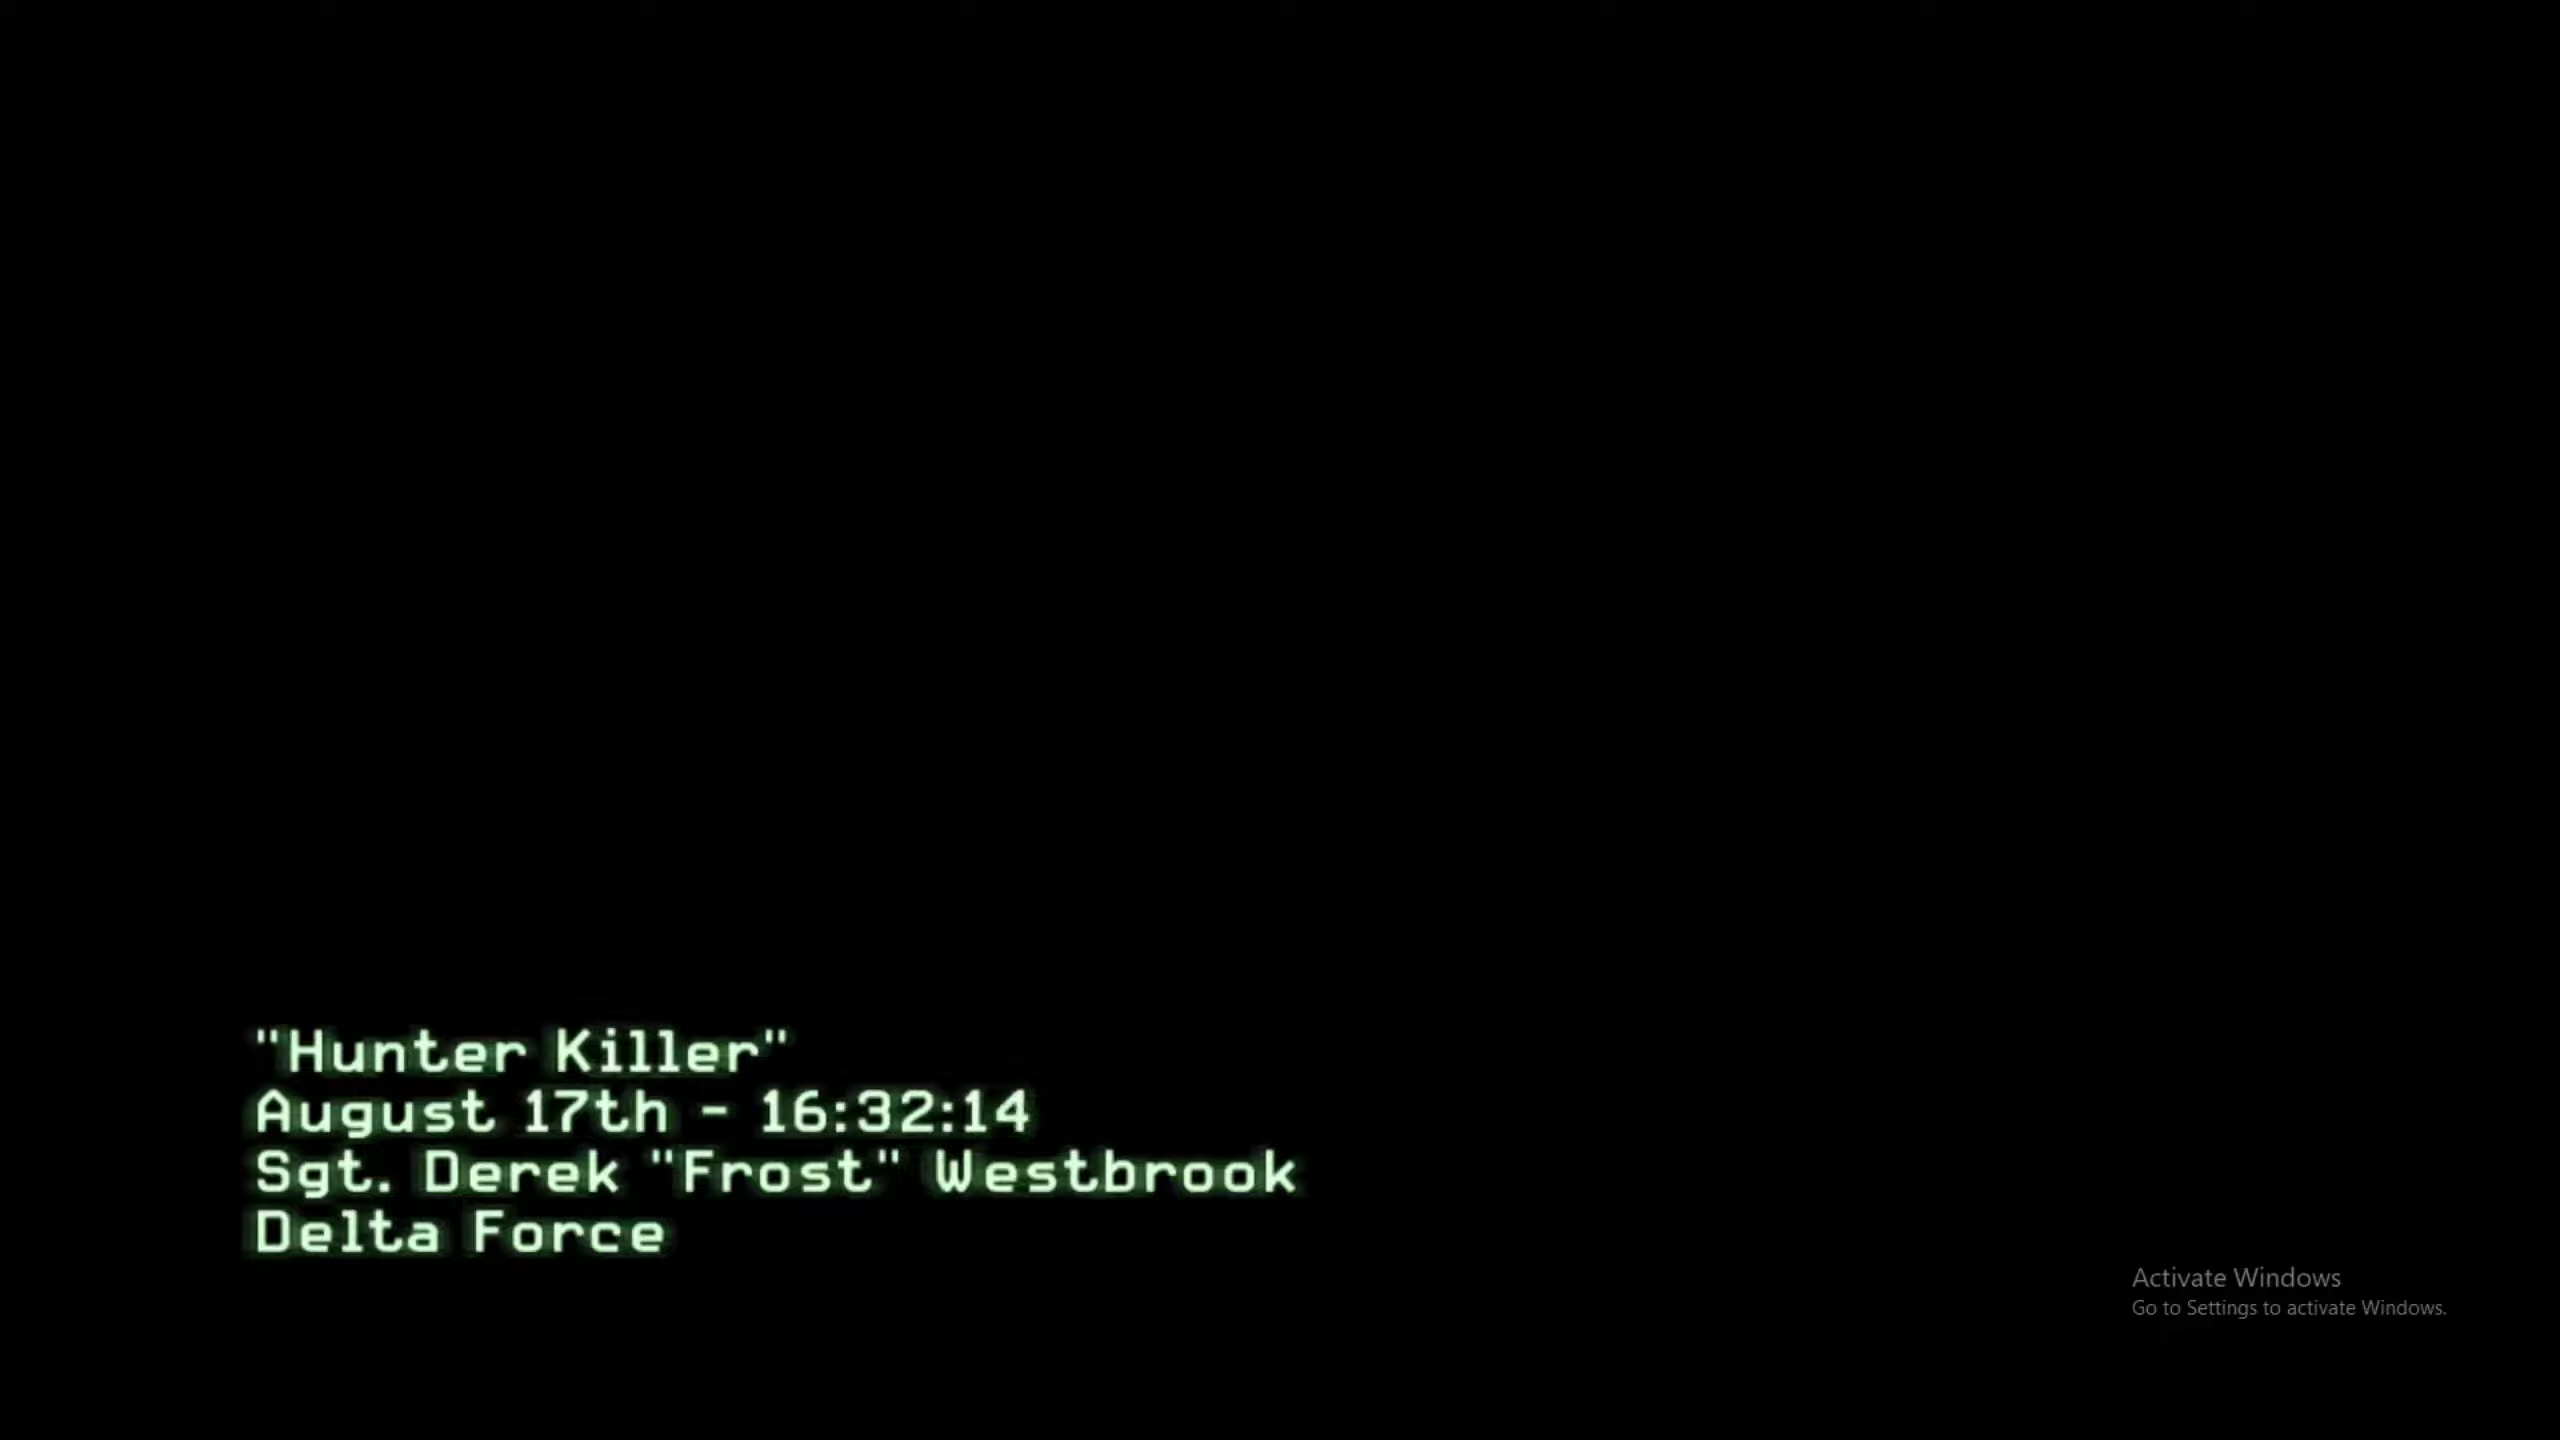 "Hunter Killer"
August 17th - 16:32:14
Sgt. Derek "Frost" Westbrook
Delta Force
Activate Windows
Go to Settings to activate Windows.